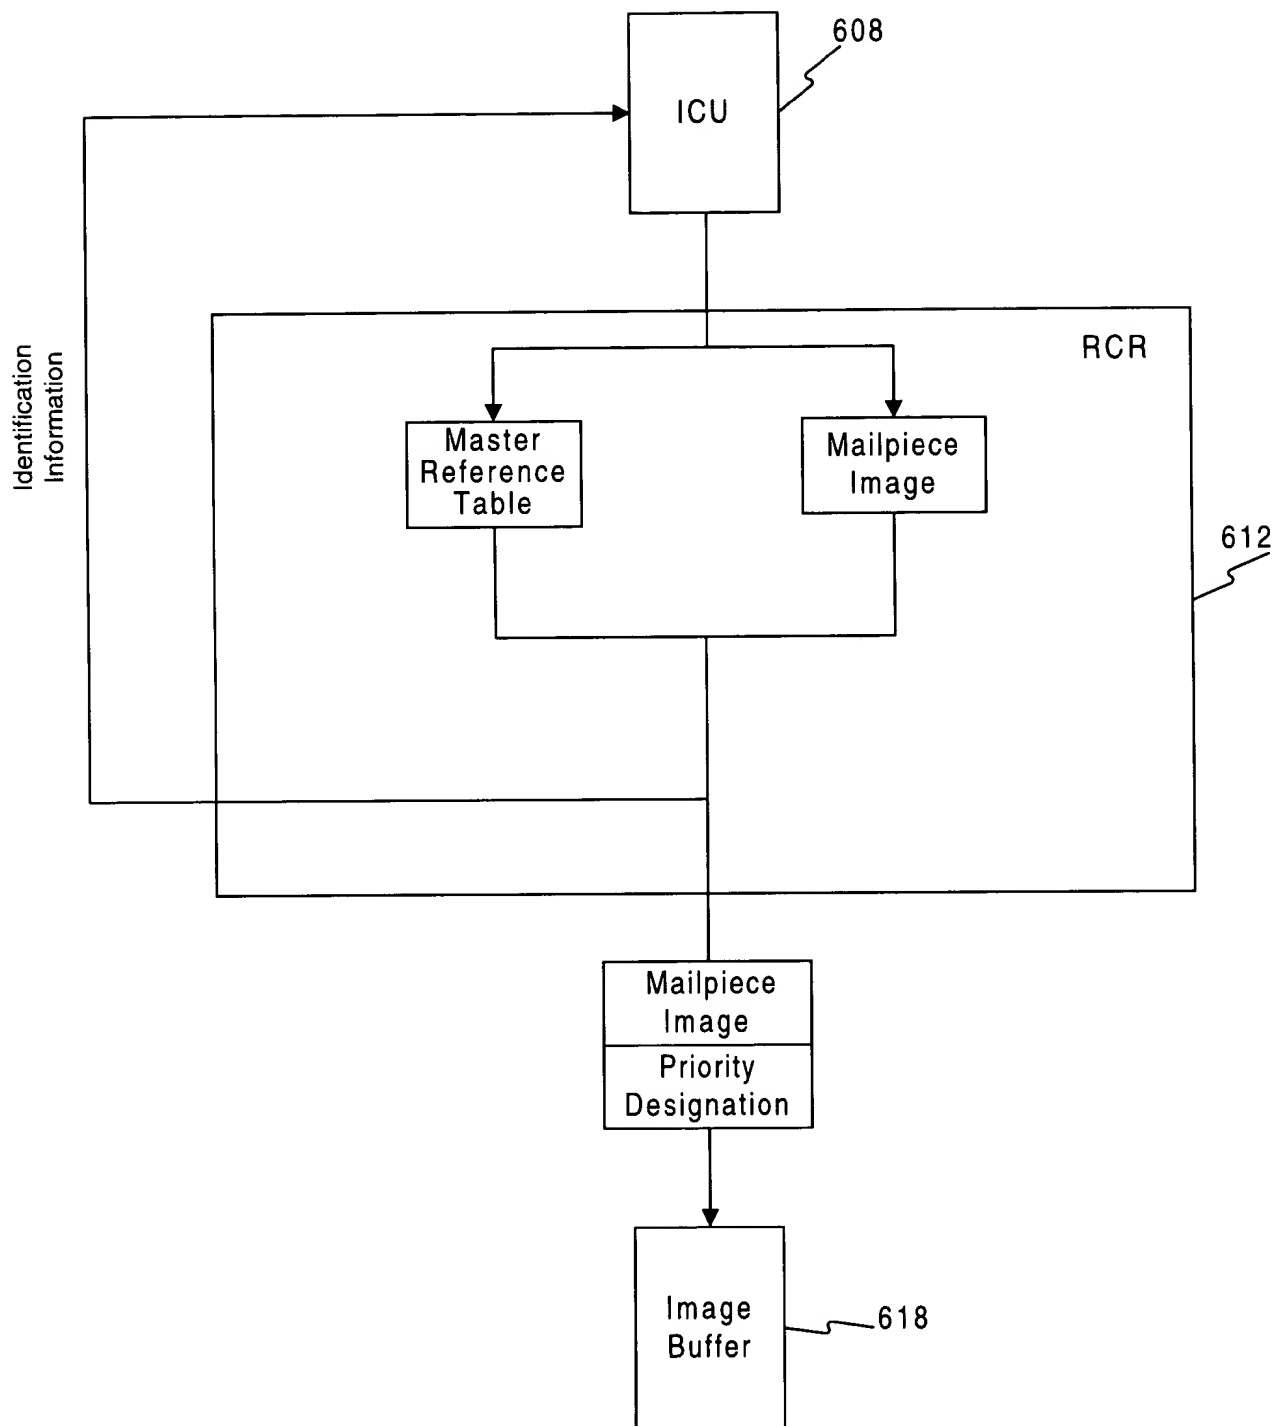 608
ICU
RCR
Identification
Information
Master
Reference
Table
Mailpiece
Image
612
Mailpiece
Image
Priority
Designation
Image
Buffer
618